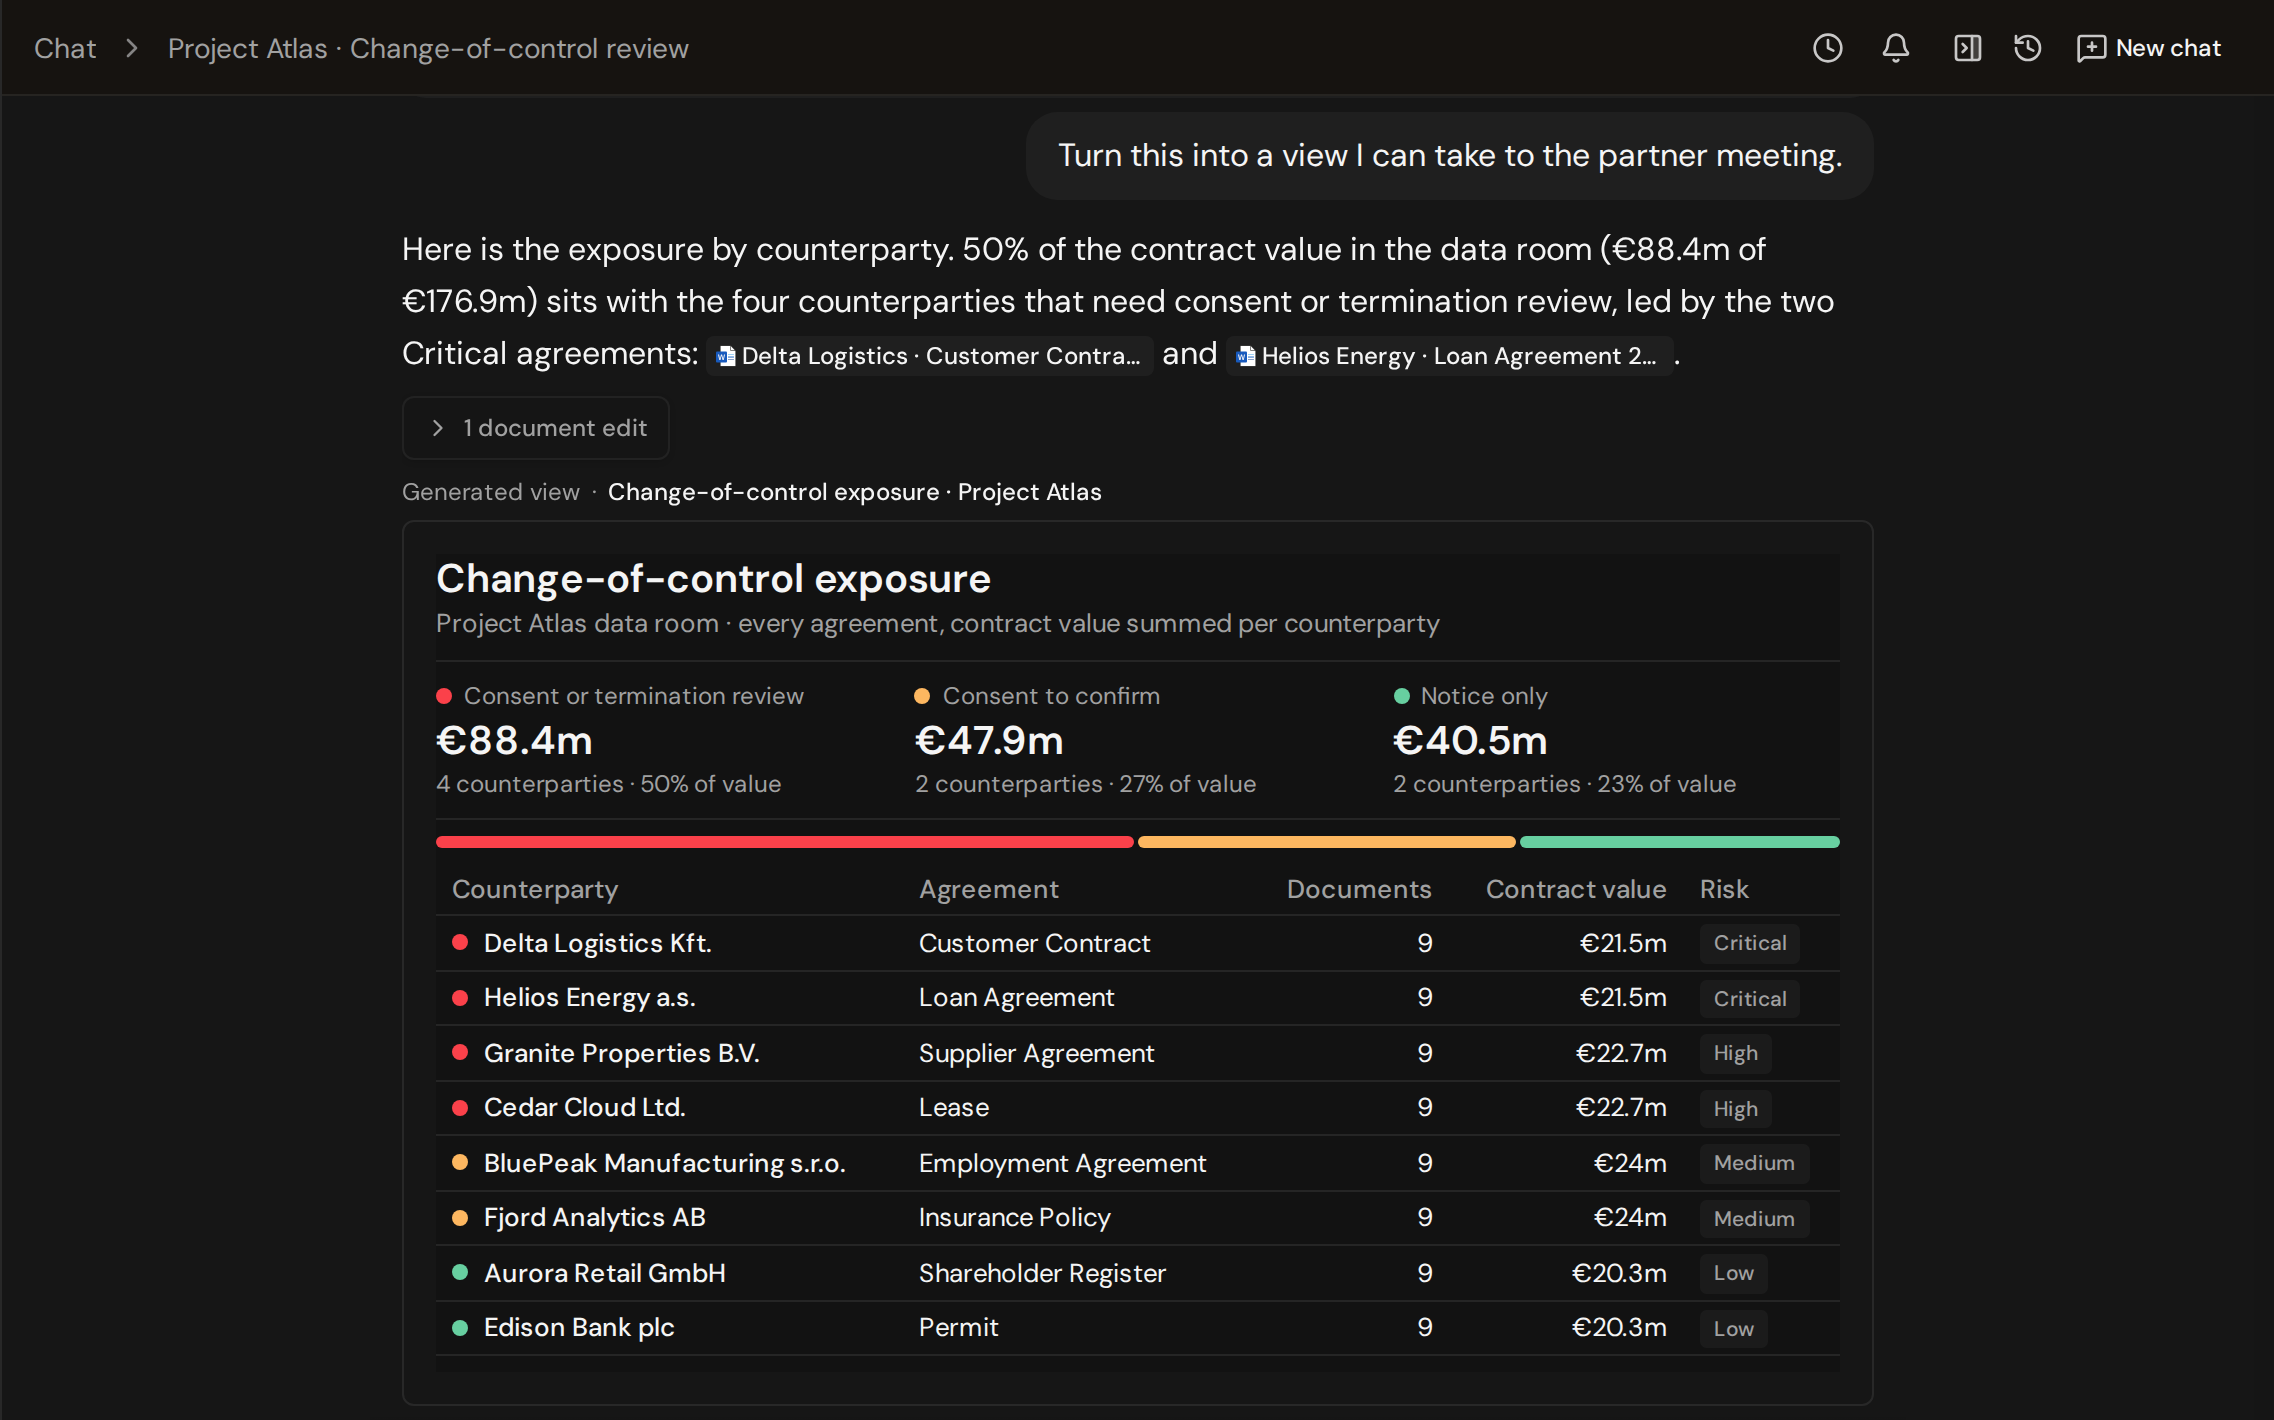 Chat > Project Atlas · Change-of-control review
New chat
Turn this into a view I can take to the partner meeting.
Here is the exposure by counterparty. 50% of the contract value in the data room (€88.4m of
€176.9m) sits with the four counterparties that need consent or termination review, led by the two
Critical agreements: Delta Logistics · Customer Contra... and Helios Energy · Loan Agreement 2... .
1 document edit
Generated view · Change-of-control exposure · Project Atlas
Change-of-control exposure
Project Atlas data room · every agreement, contract value summed per counterparty
Consent or termination review Consent to confirm Notice only
€88.4m €47.9m €40.5m
4 counterparties · 50% of value 2 counterparties · 27% of value 2 counterparties · 23% of value
Counterparty Agreement Documents Contract value Risk
Delta Logistics Kft. Customer Contract 9 €21.5m Critical
Helios Energy a.s. Loan Agreement 9 €21.5m Critical
Granite Properties B.V. Supplier Agreement 9 €22.7m High
Cedar Cloud Ltd. Lease 9 €22.7m High
BluePeak Manufacturing s.r.o. Employment Agreement 9 €24m Medium
Fjord Analytics AB Insurance Policy 9 €24m Medium
Aurora Retail GmbH Shareholder Register 9 €20.3m Low
Edison Bank plc Permit 9 €20.3m Low